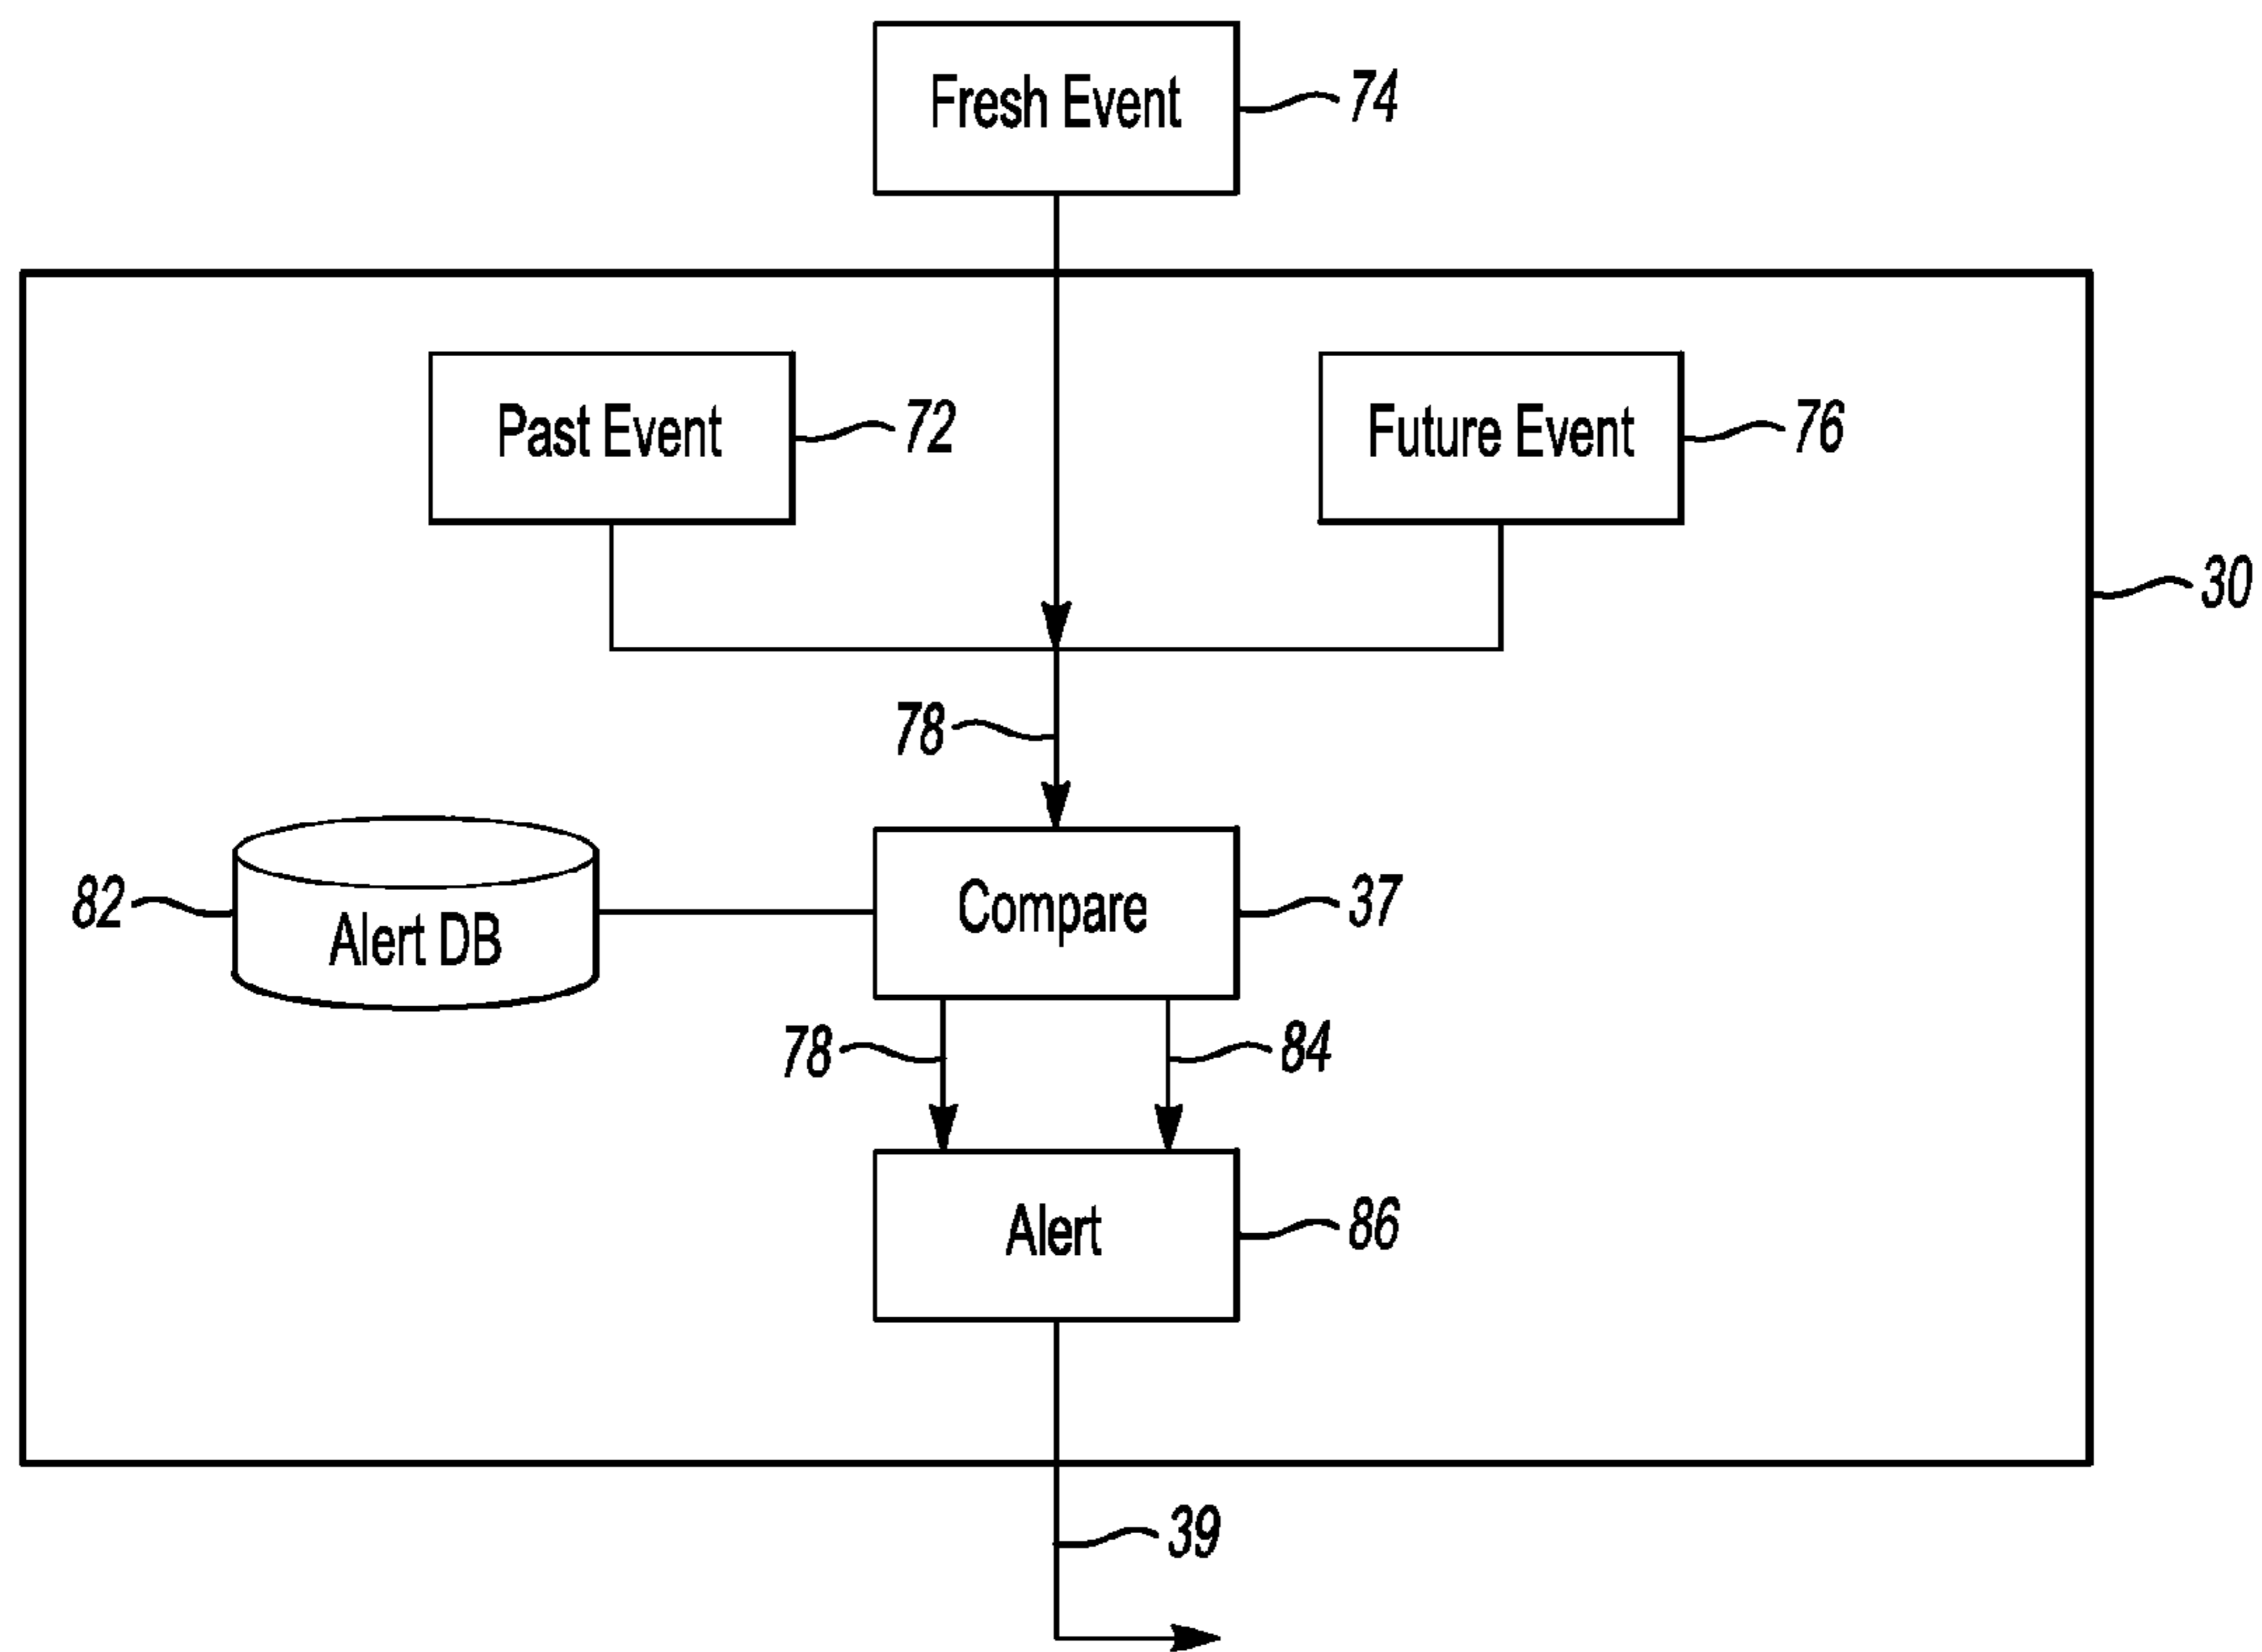 Fresh Event
74
Past Event
72
Future Event
76
30
78
82
Alert DB
Compare
37
78
84
Alert
86
39